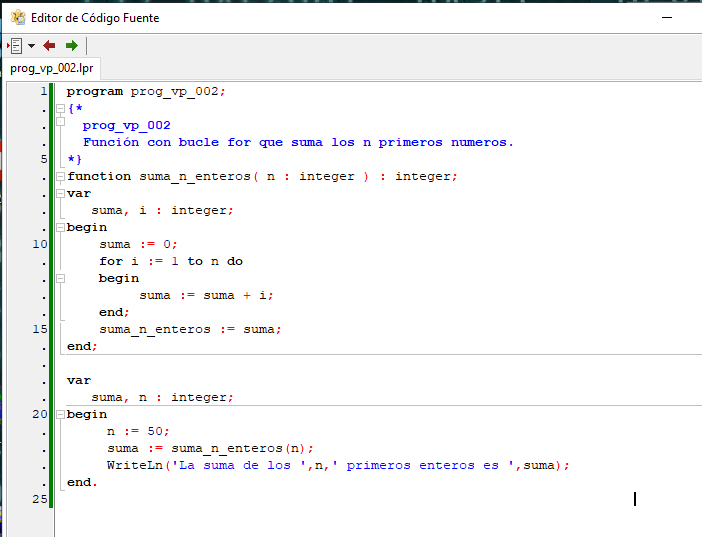 Editor de Código Fuente
prog_vp_002.lpr
1 program prog_vp_002;
. {*
. prog_vp_002
. Función con bucle for que suma los n primeros numeros.
5 *}
. function suma_n_enteros( n : integer ) : integer;
. var
. suma, i : integer;
. begin
10 suma := 0;
. for i := 1 to n do
. begin
. suma := suma + i;
. end;
15 suma_n_enteros := suma;
. end;
.
. var
. suma, n : integer;
20 begin
. n := 50;
. suma := suma_n_enteros(n);
. WriteLn('La suma de los ',n,' primeros enteros es ',suma);
. end.
25